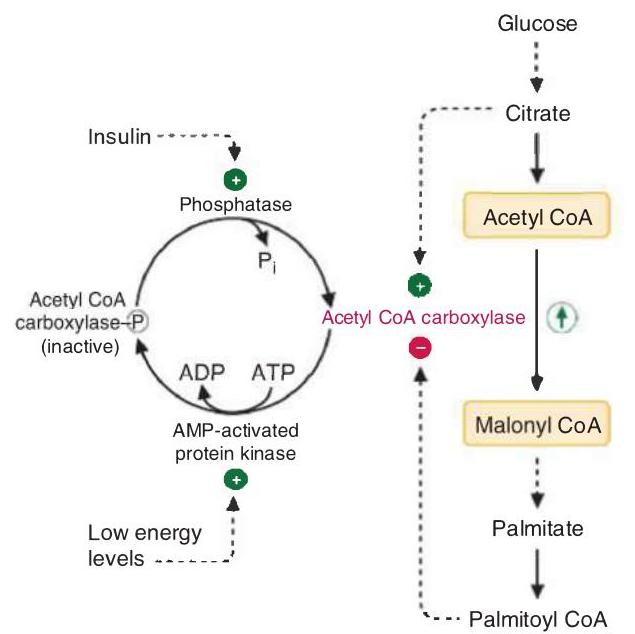 Glucose
Citrate
Insulin
+
Phosphatase
Acetyl CoA
Pi
+
Acetyl CoA
carboxylase–P
(inactive)
Acetyl CoA carboxylase
−
ADP ATP
Malonyl CoA
AMP-activated
protein kinase
+
Low energy
levels
Palmitate
Palmitoyl CoA